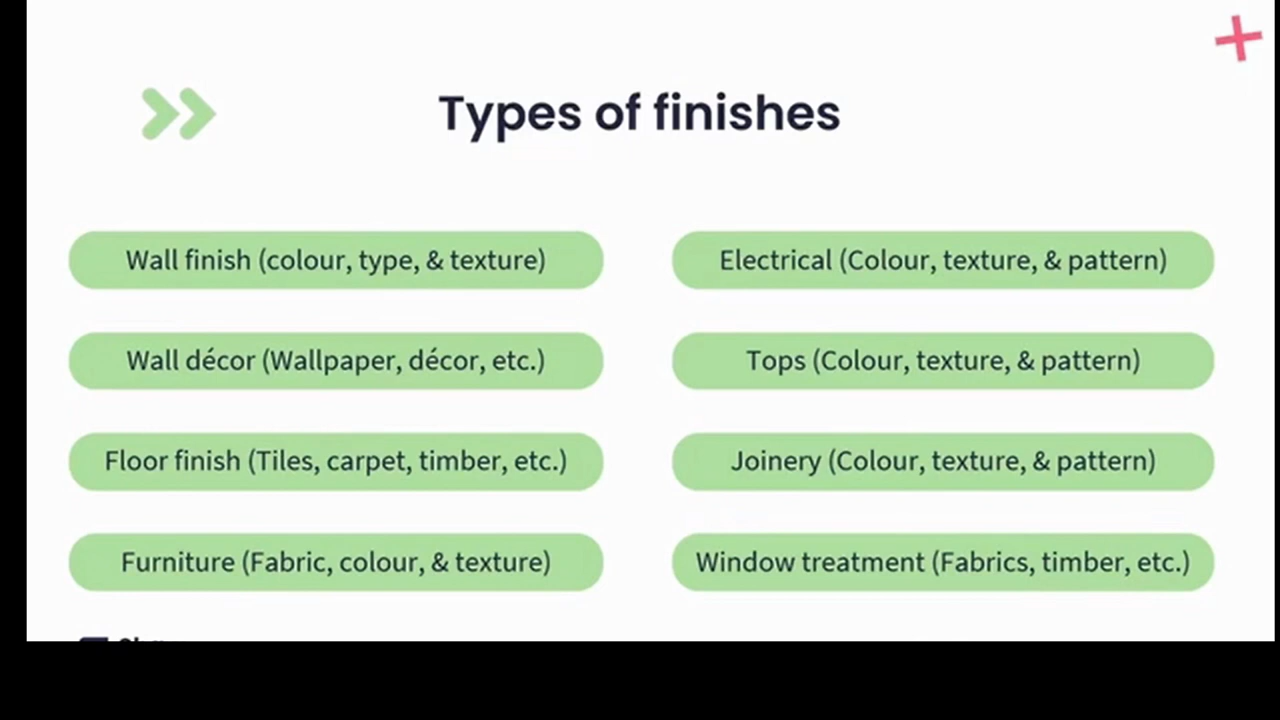 Types of finishes
Wall finish (colour, type, & texture)
Wall décor (Wallpaper, décor, etc.)
Floor finish (Tiles, carpet, timber, etc.)
Furniture (Fabric, colour, & texture)
Electrical (Colour, texture, & pattern)
Tops (Colour, texture, & pattern)
Joinery (Colour, texture, & pattern)
Window treatment (Fabrics, timber, etc.)